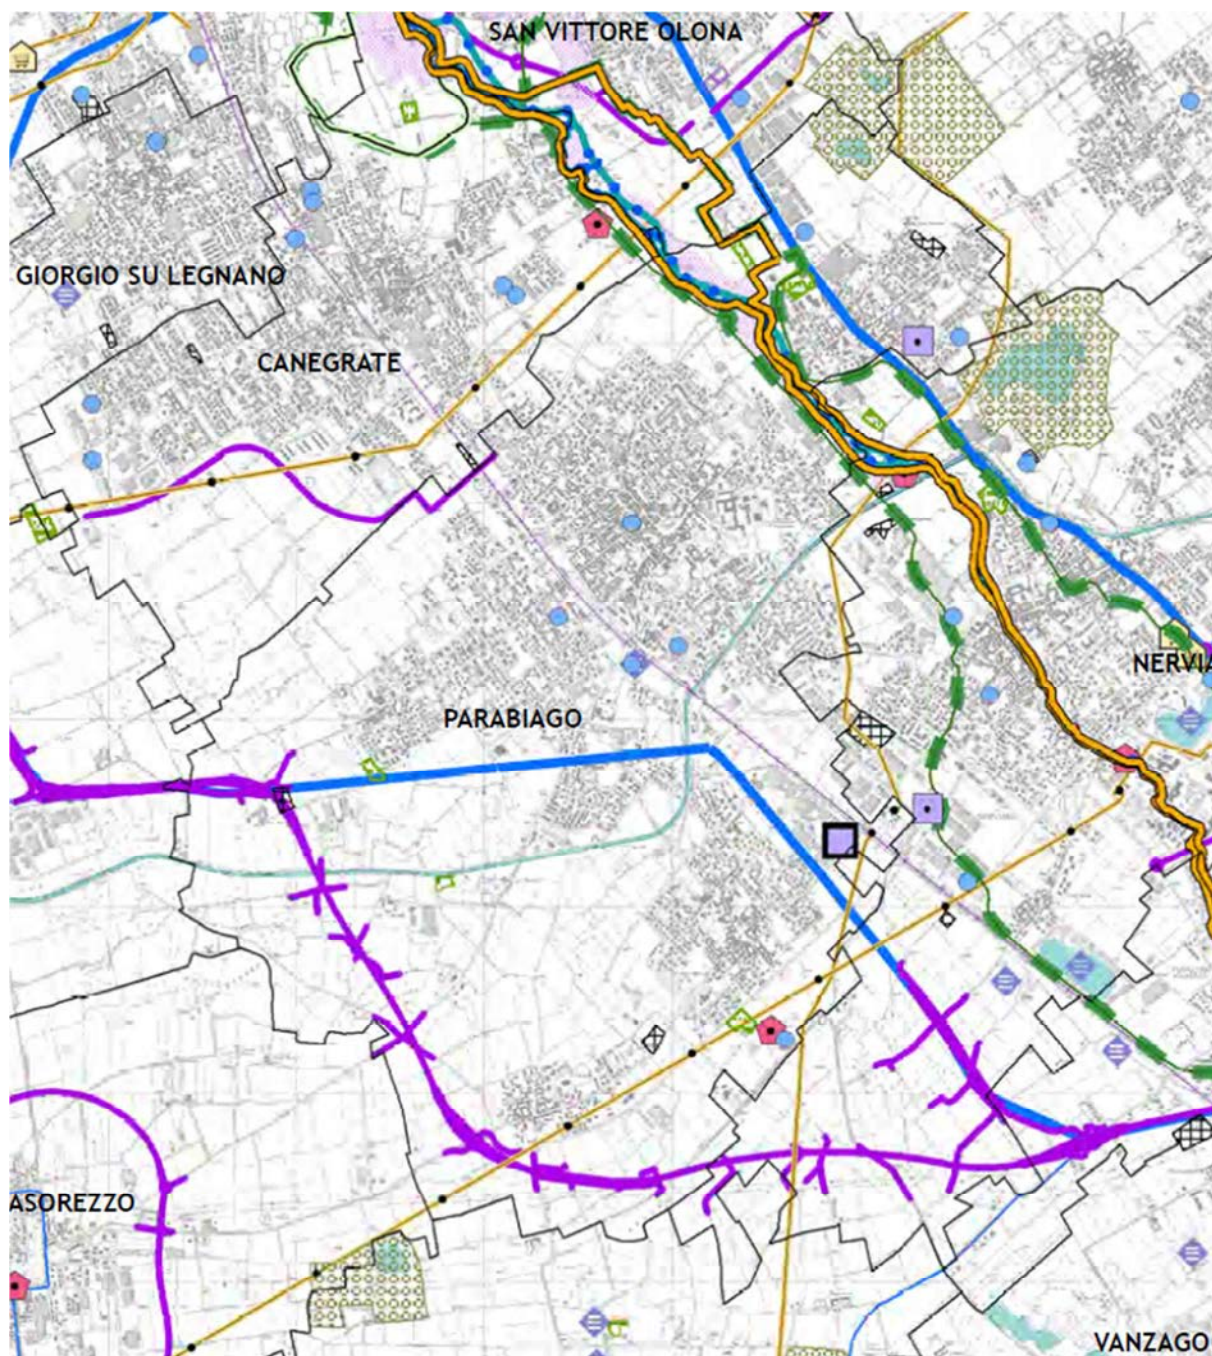 SAN VITTORE OLONA
GIORGIO SU LEGNANO
CANEGRATE
NERVIA
PARABIAGO
ASOREZZO
VANZAGO